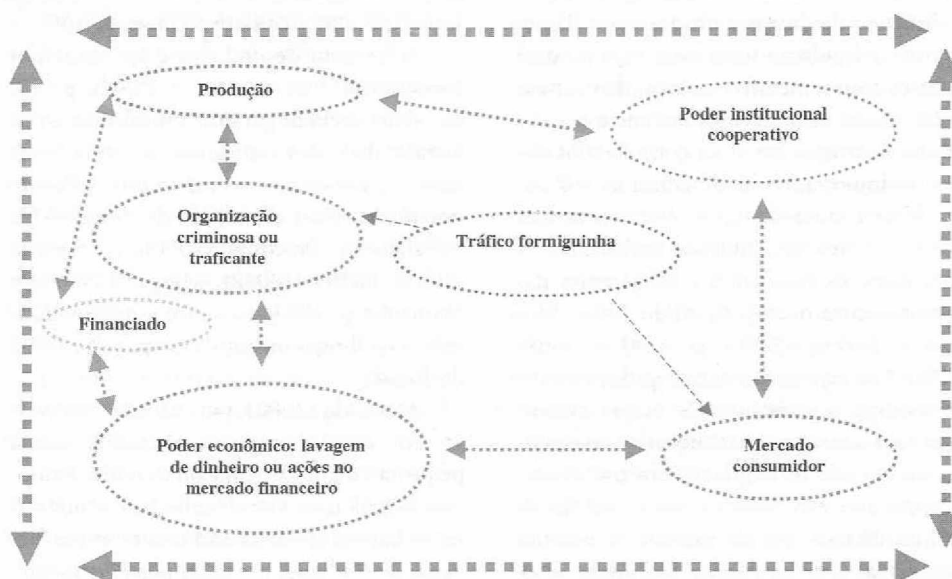 Produção
Poder institucional
cooperativo
Organização
criminosa na
traficante
Tráfico formiguinha
Financiado
Poder econômico: lavagem
de dinheiro ou ações no
mercado financeiro
Mercado
consumidor